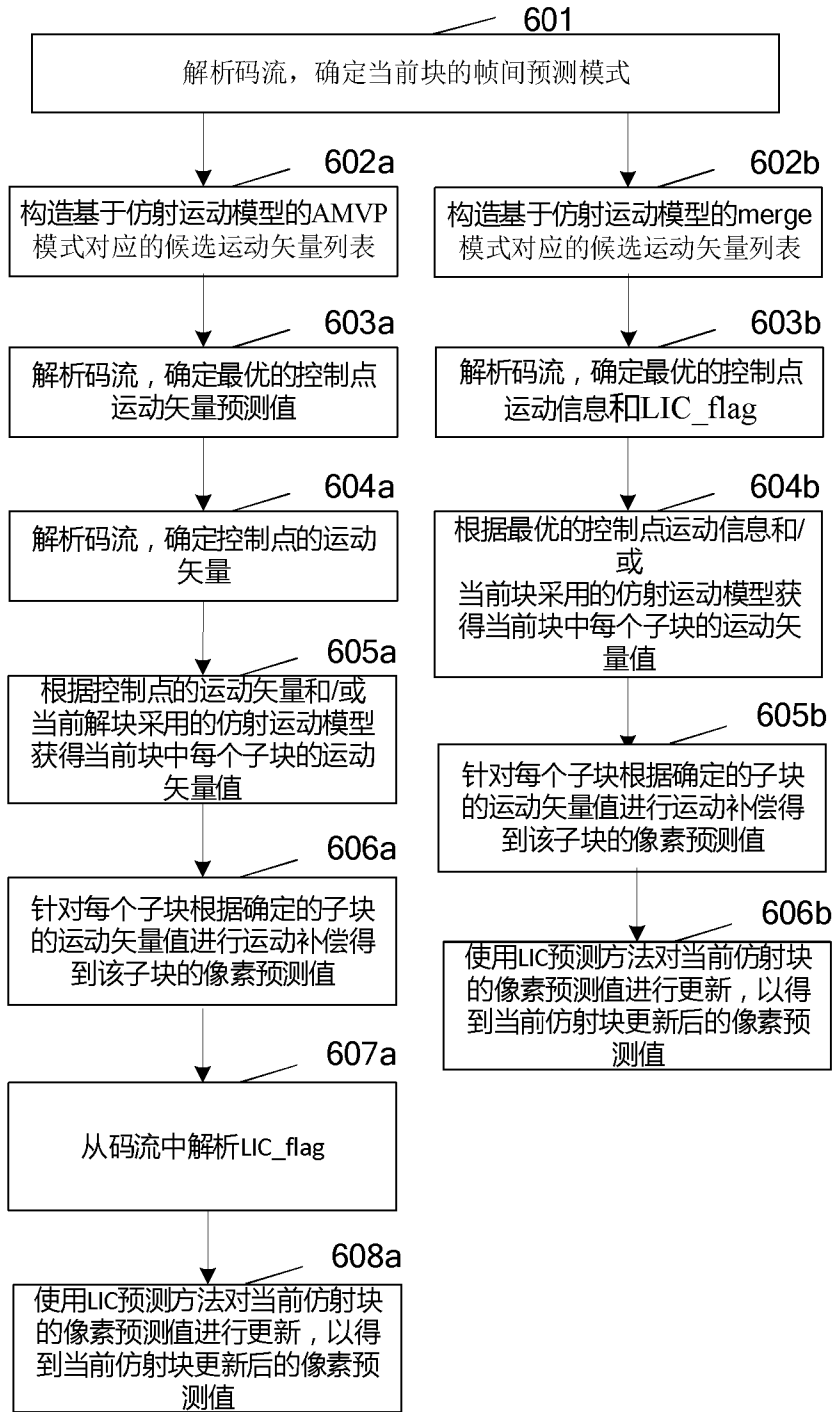 601
解析码流，确定当前块的帧间预测模式
602a
构造基于仿射运动模型的AMVP
模式对应的候选运动矢量列表
603a
解析码流，确定最优的控制点
运动矢量预测值
604a
解析码流，确定控制点的运动
矢量
605a
根据控制点的运动矢量和/或
当前解块采用的仿射运动模型
获得当前块中每个子块的运动
矢量值
606a
针对每个子块根据确定的子块
的运动矢量值进行运动补偿得
到该子块的像素预测值
607a
从码流中解析LIC_flag
608a
使用LIC预测方法对当前仿射块
的像素预测值进行更新，以得
到当前仿射块更新后的像素预
测值
602b
构造基于仿射运动模型的merge
模式对应的候选运动矢量列表
603b
解析码流，确定最优的控制点
运动信息和LIC_flag
604b
根据最优的控制点运动信息和/
或
当前块采用的仿射运动模型获
得当前块中每个子块的运动矢
量值
605b
针对每个子块根据确定的子块
的运动矢量值进行运动补偿得
到该子块的像素预测值
606b
使用LIC预测方法对当前仿射块
的像素预测值进行更新，以得
到当前仿射块更新后的像素预
测值